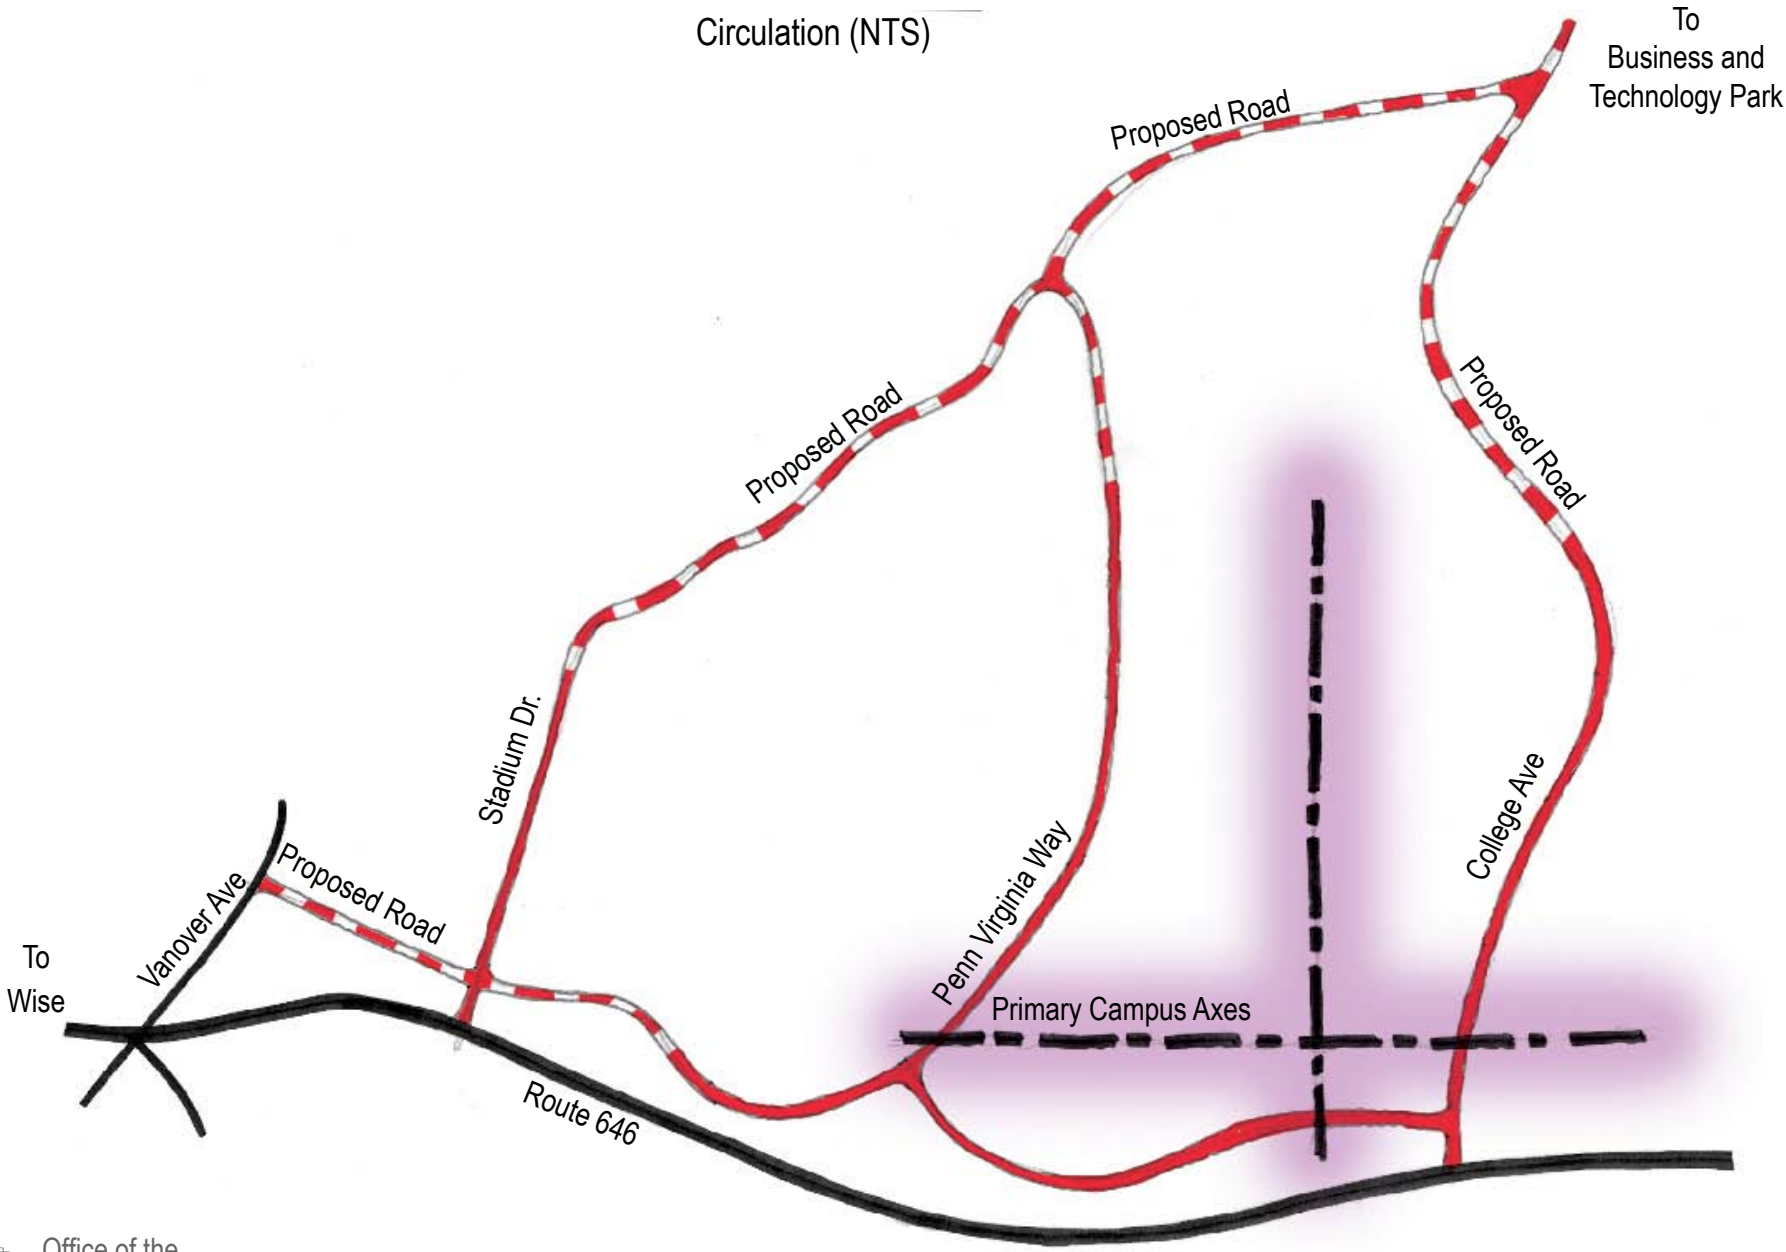 Circulation (NTS)
To
Business and
Technology Park
Proposed Road
Proposed Road
Proposed Road
Stadium Dr.
College Ave
Penn Virginia Way
Proposed Road
Vanover Ave
To
Wise
Primary Campus Axes
Route 646
Office of the